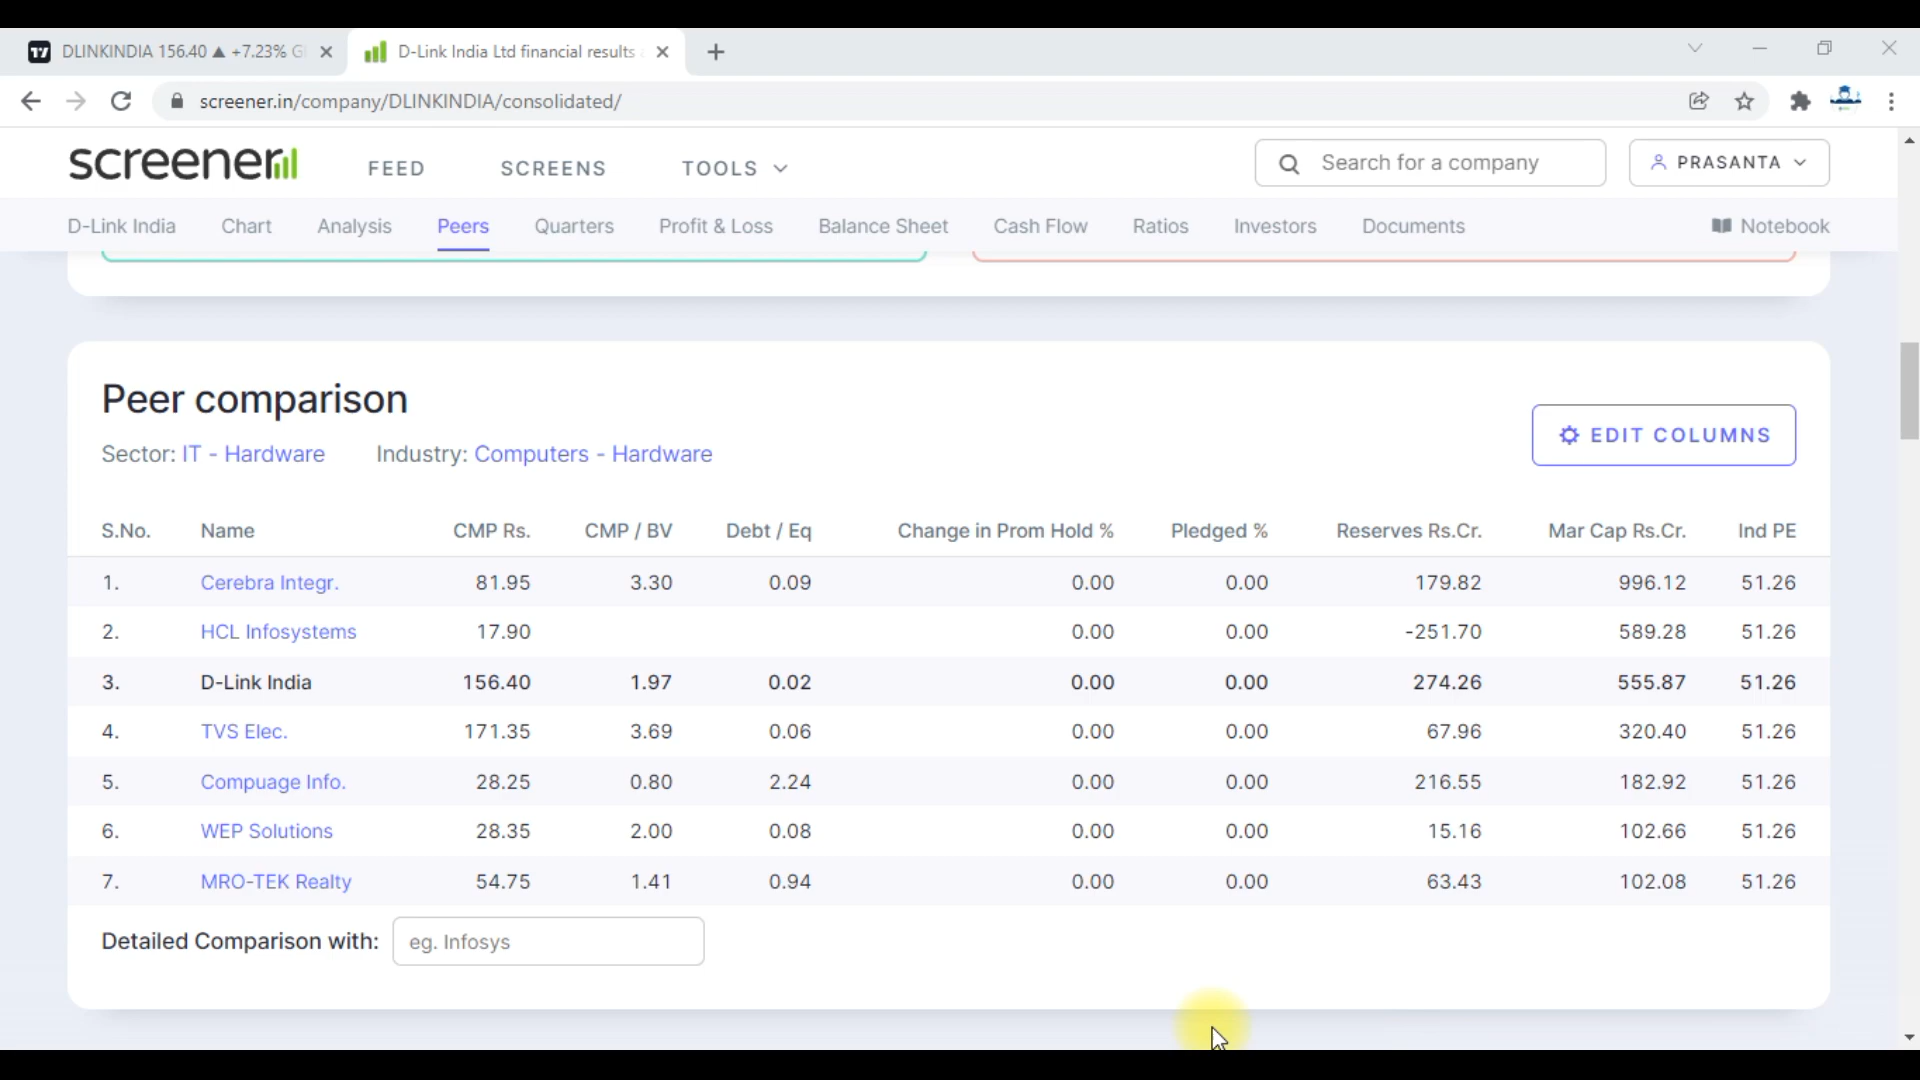 DLINKINDIA 156.40 ▲ +7.23%
D-Link India Ltd financial results
screener.in/company/DLINKINDIA/consolidated/
screener
FEED SCREENS TOOLS
Search for a company
PRASANTA
D-Link India Chart Analysis Peers Quarters Profit & Loss Balance Sheet Cash Flow Ratios Investors Documents Notebook
Peer comparison
EDIT COLUMNS
Sector: IT - Hardware Industry: Computers - Hardware
S.No. Name CMP Rs. CMP / BV Debt / Eq Change in Prom Hold % Pledged % Reserves Rs.Cr. Mar Cap Rs.Cr. Ind PE
1. Cerebra Integr. 81.95 3.30 0.09 0.00 0.00 179.82 996.12 51.26
2. HCL Infosystems 17.90 0.00 0.00 -251.70 589.28 51.26
3. D-Link India 156.40 1.97 0.02 0.00 0.00 274.26 555.87 51.26
4. TVS Elec. 171.35 3.69 0.06 0.00 0.00 67.96 320.40 51.26
5. Compuage Info. 28.25 0.80 2.24 0.00 0.00 216.55 182.92 51.26
6. WEP Solutions 28.35 2.00 0.08 0.00 0.00 15.16 102.66 51.26
7. MRO-TEK Realty 54.75 1.41 0.94 0.00 0.00 63.43 102.08 51.26
Detailed Comparison with: eg. Infosys